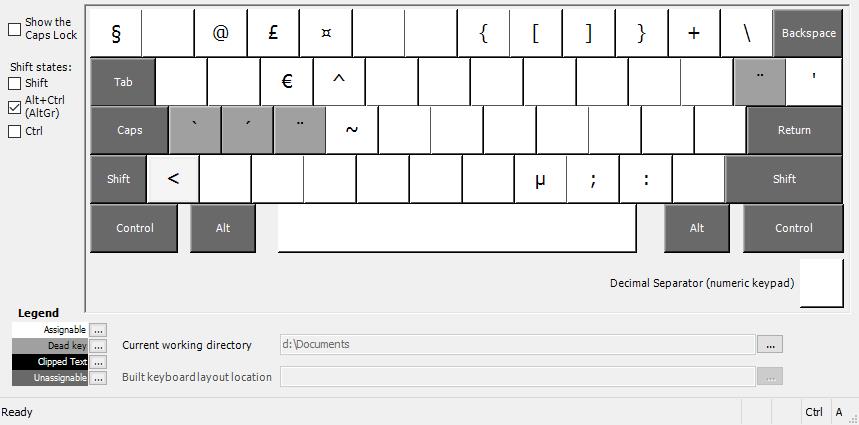 Show the
Caps Lock
Shift states:
Shift
Alt+Ctrl
(AltGr)
Ctrl
§ @ £ ¤ { [ ] } + \ Backspace
Tab € ^ ¨ '
Caps ` ´ ¨ ~ Return
Shift < µ ; : Shift
Control Alt Alt Control
Decimal Separator (numeric keypad)
Legend
Assignable ...
Dead key ...
Clipped Text ...
Unassignable ...
Current working directory d:\Documents ...
Built keyboard layout location ...
Ready Ctrl A